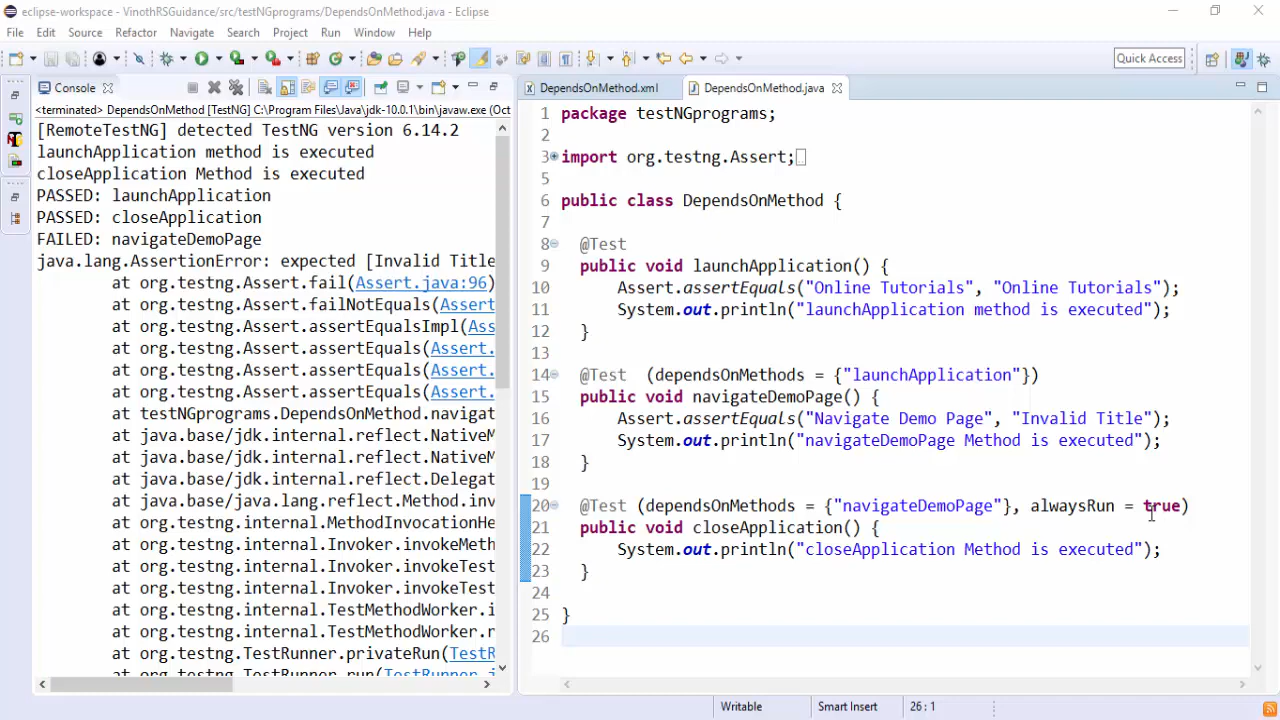 eclipse-workspace - VinothRSGuidance/src/testNGprograms/DependsOnMethod.java - Eclipse
File Edit Source Refactor Navigate Search Project Run Window Help
Quick Access
Console
<terminated> DependsOnMethod [TestNG] C:\Program Files\Java\jdk-10.0.1\bin\javaw.exe (Oct
[RemoteTestNG] detected TestNG version 6.14.2
launchApplication method is executed
closeApplication Method is executed
PASSED: launchApplication
PASSED: closeApplication
FAILED: navigateDemoPage
java.lang.AssertionError: expected [Invalid Title
at org.testng.Assert.fail(Assert.java:96)
at org.testng.Assert.failNotEquals(Assert
at org.testng.Assert.assertEqualsImpl(Ass
at org.testng.Assert.assertEquals(Assert.
at org.testng.Assert.assertEquals(Assert.
at org.testng.Assert.assertEquals(Assert.
at testNGprograms.DependsOnMethod.navigat
at java.base/jdk.internal.reflect.NativeM
at java.base/jdk.internal.reflect.NativeM
at java.base/jdk.internal.reflect.Delegat
at java.base/java.lang.reflect.Method.inv
at org.testng.internal.MethodInvocationHe
at org.testng.internal.Invoker.invokeMeth
at org.testng.internal.Invoker.invokeTest
at org.testng.internal.Invoker.invokeTest
at org.testng.internal.TestMethodWorker.i
at org.testng.internal.TestMethodWorker.r
at org.testng.TestRunner.privateRun(TestR
at org.testng.TestRunner.run(TestRunner.j
DependsOnMethod.xml
DependsOnMethod.java
1 package testNGprograms;
2
3 import org.testng.Assert;
5
6 public class DependsOnMethod {
7
8 @Test
9 public void launchApplication() {
10 Assert.assertEquals("Online Tutorials", "Online Tutorials");
11 System.out.println("launchApplication method is executed");
12 }
13
14 @Test (dependsOnMethods = {"launchApplication"})
15 public void navigateDemoPage() {
16 Assert.assertEquals("Navigate Demo Page", "Invalid Title");
17 System.out.println("navigateDemoPage Method is executed");
18 }
19
20 @Test (dependsOnMethods = {"navigateDemoPage"}, alwaysRun = true)
21 public void closeApplication() {
22 System.out.println("closeApplication Method is executed");
23 }
24
25 }
26
Writable Smart Insert 26 : 1